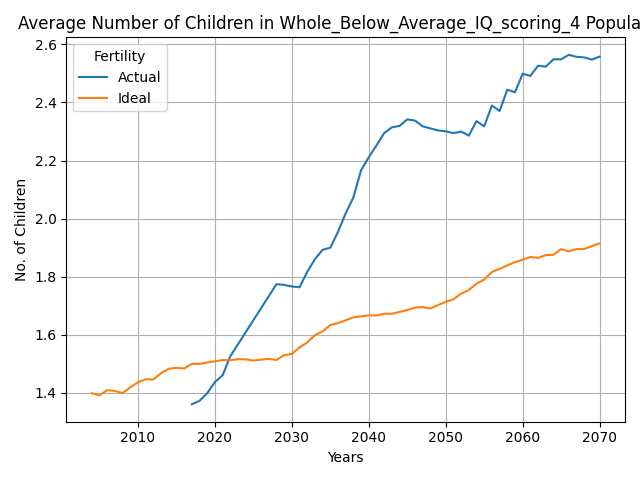 Average Number of Children in Whole_Below_Average_IQ_scoring_4 Popula
Fertility
Actual
Ideal
No. of Children
2.6
2.4
2.2
2.0
1.8
1.6
1.4
2010 2020 2030 2040 2050 2060 2070
Years